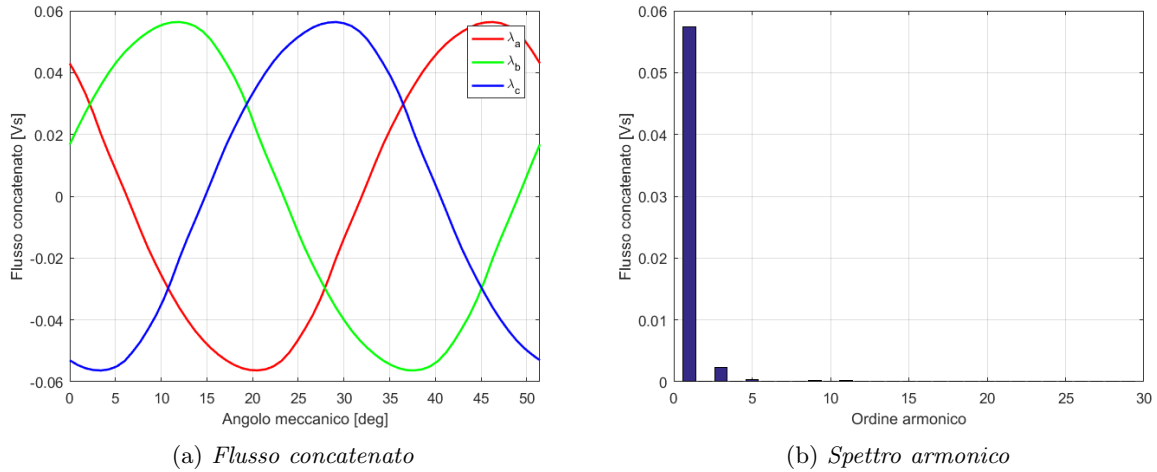 0.06
0.04
0.02
0
-0.02
-0.04
-0.06
Flusso concatenato [Vs]
0 5 10 15 20 25 30 35 40 45 50
Angolo meccanico [deg]
λa
λb
λc
(a) Flusso concatenato
0.06
0.05
0.04
0.03
0.02
0.01
0
Flusso concatenato [Vs]
0 5 10 15 20 25 30
Ordine armonico
(b) Spettro armonico